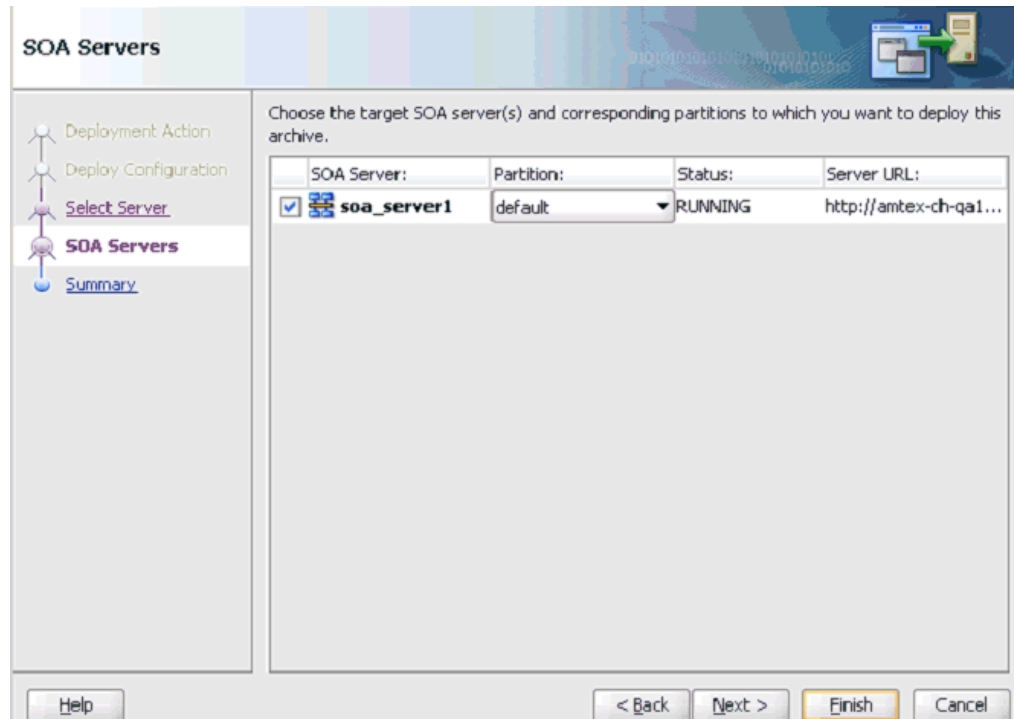 SOA Servers
Deployment Action
Deploy Configuration
Select Server
SOA Servers
Summary
Choose the target SOA server(s) and corresponding partitions to which you want to deploy this
archive.
SOA Server: Partition: Status: Server URL:
soa_server1 default RUNNING http://amtex-ch-qa1...
Help < Back Next > Finish Cancel